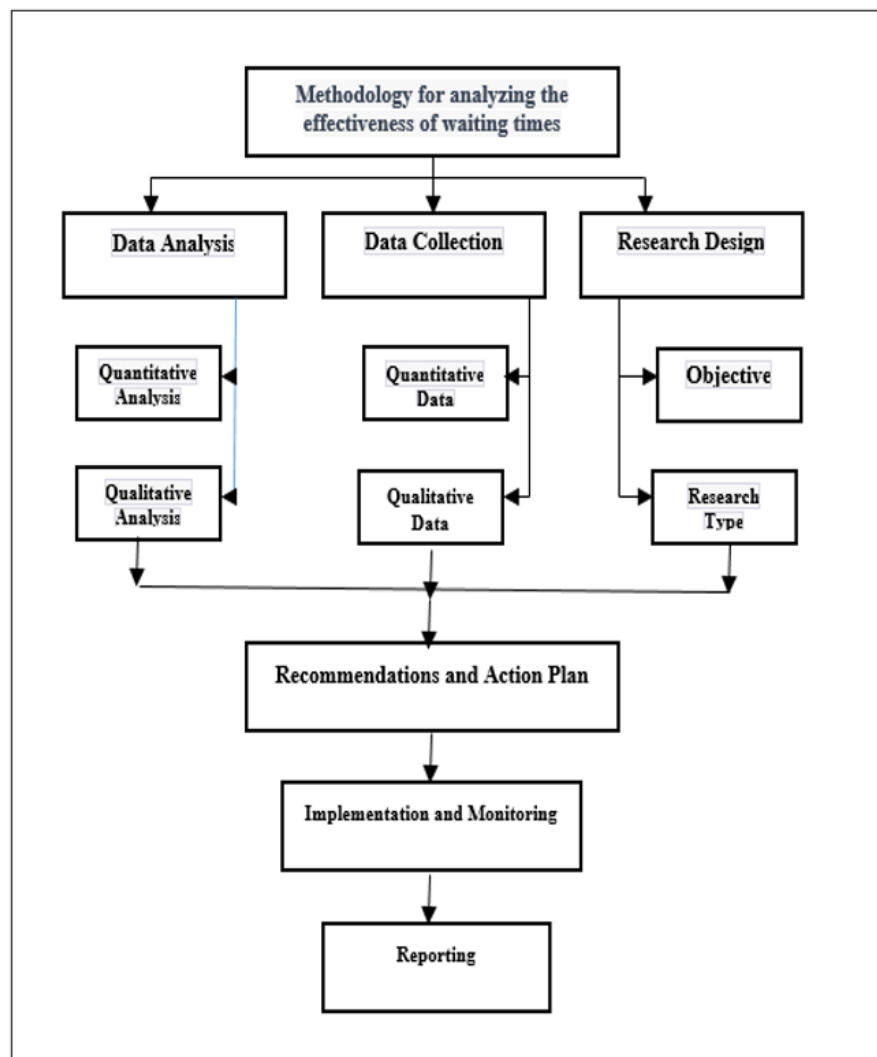 Methodology for analyzing the
effectiveness of waiting times
Data Analysis
Data Collection
Research Design
Quantitative
Analysis
Quantitative
Data
Objective
Qualitative
Analysis
Qualitative
Data
Research
Type
Recommendations and Action Plan
Implementation and Monitoring
Reporting